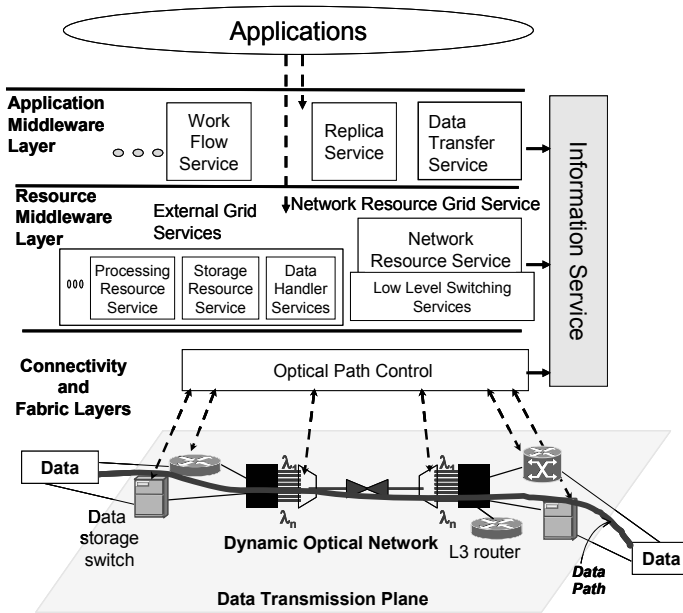 Applications
Application
Middleware
Layer
Work
Flow
Service
Replica
Service
Data
Transfer
Service
Information Service
Resource
Middleware
Layer
External Grid
Services
Network Resource Grid Service
Processing
Resource
Service
Storage
Resource
Service
Data
Handler
Services
Network
Resource Service
Low Level Switching
Services
Connectivity
and
Fabric Layers
Optical Path Control
Data
λ1
λn
λ1
λn
Data
storage
switch
Dynamic Optical Network
L3 router
Data
Path
Data
Data Transmission Plane